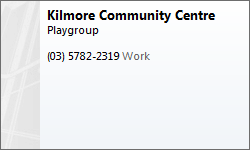 Kilmore Community Centre
Playgroup
(03) 5782-2319 Work